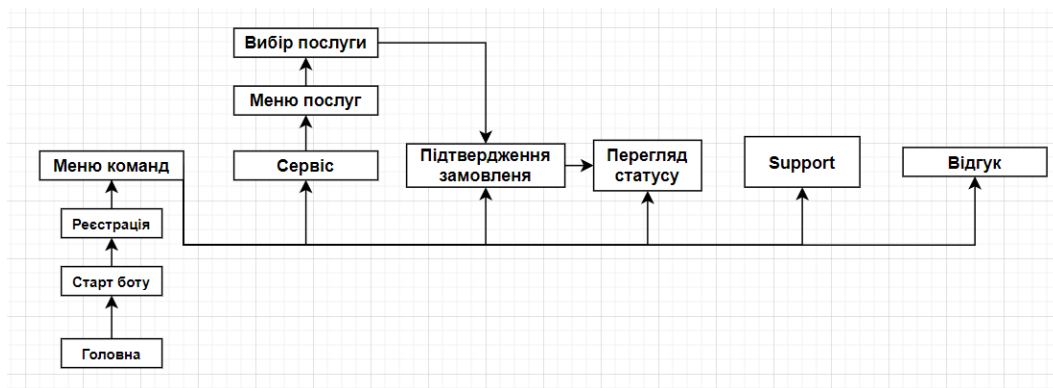 Вибір послуги
Меню послуг
Меню команд
Сервіс
Підтвердження
замовленя
Перегляд
статусу
Support
Відгук
Реєстрація
Старт боту
Головна